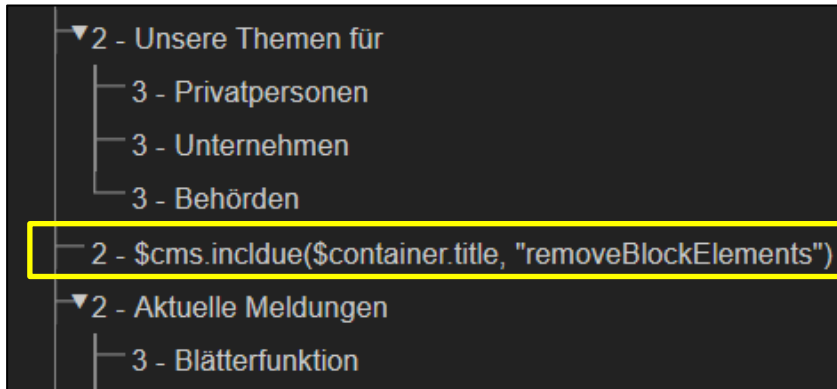 2 - Unsere Themen für
3 - Privatpersonen
3 - Unternehmen
3 - Behörden
2 - $cms.incldue($container.title, "removeBlockElements")
2 - Aktuelle Meldungen
3 - Blätterfunktion